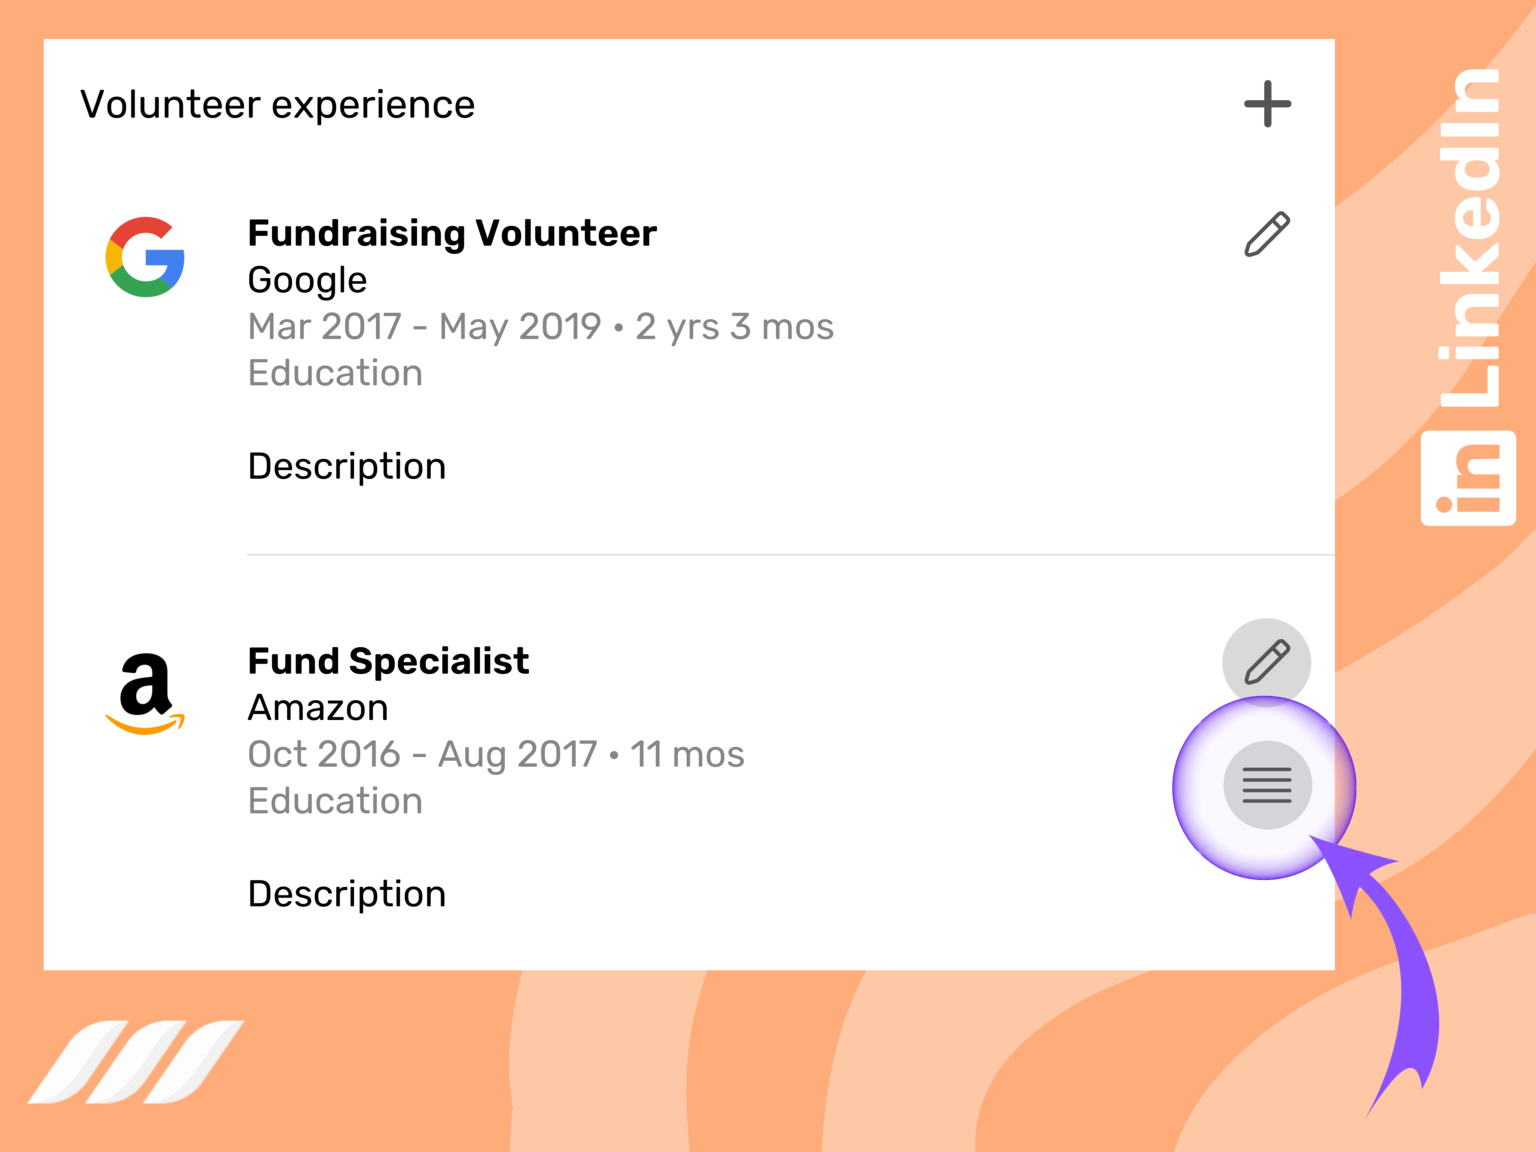 Volunteer experience
Fundraising Volunteer
Google
Mar 2017 - May 2019 • 2 yrs 3 mos
Education
Description
Fund Specialist
Amazon
Oct 2016 - Aug 2017 • 11 mos
Education
Description
in LinkedIn